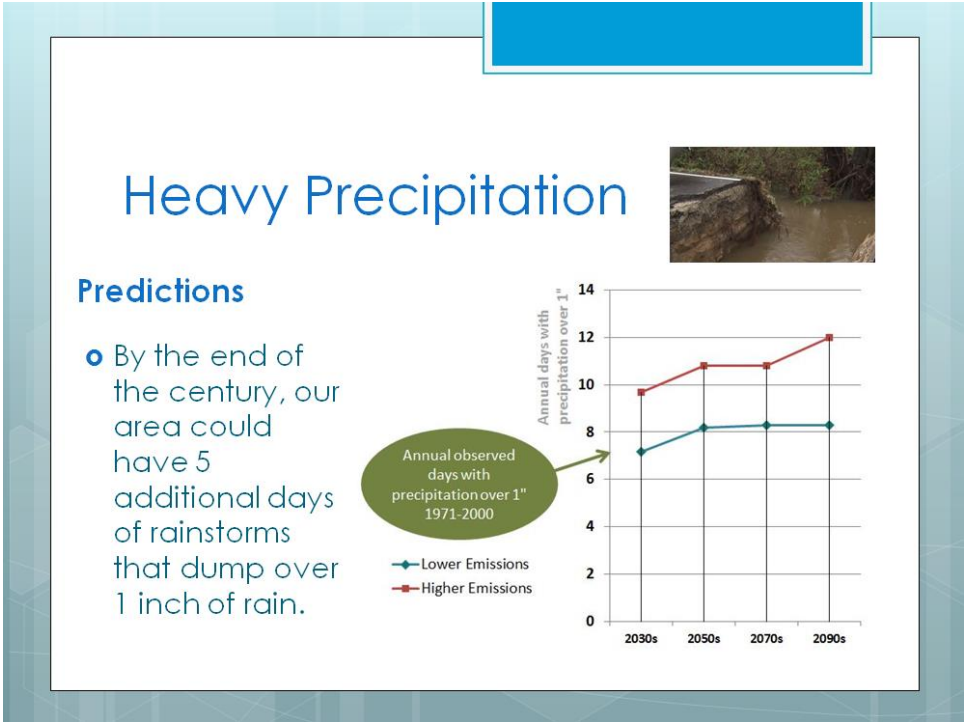 Heavy Precipitation
Predictions
By the end of
the century, our
area could
have 5
additional days
of rainstorms
that dump over
1 inch of rain.
Annual observed
days with
precipitation over 1"
1971-2000
Lower Emissions
Higher Emissions
Annual days with
precipitation over 1"
14
12
10
8
6
4
2
0
2030s 2050s 2070s 2090s